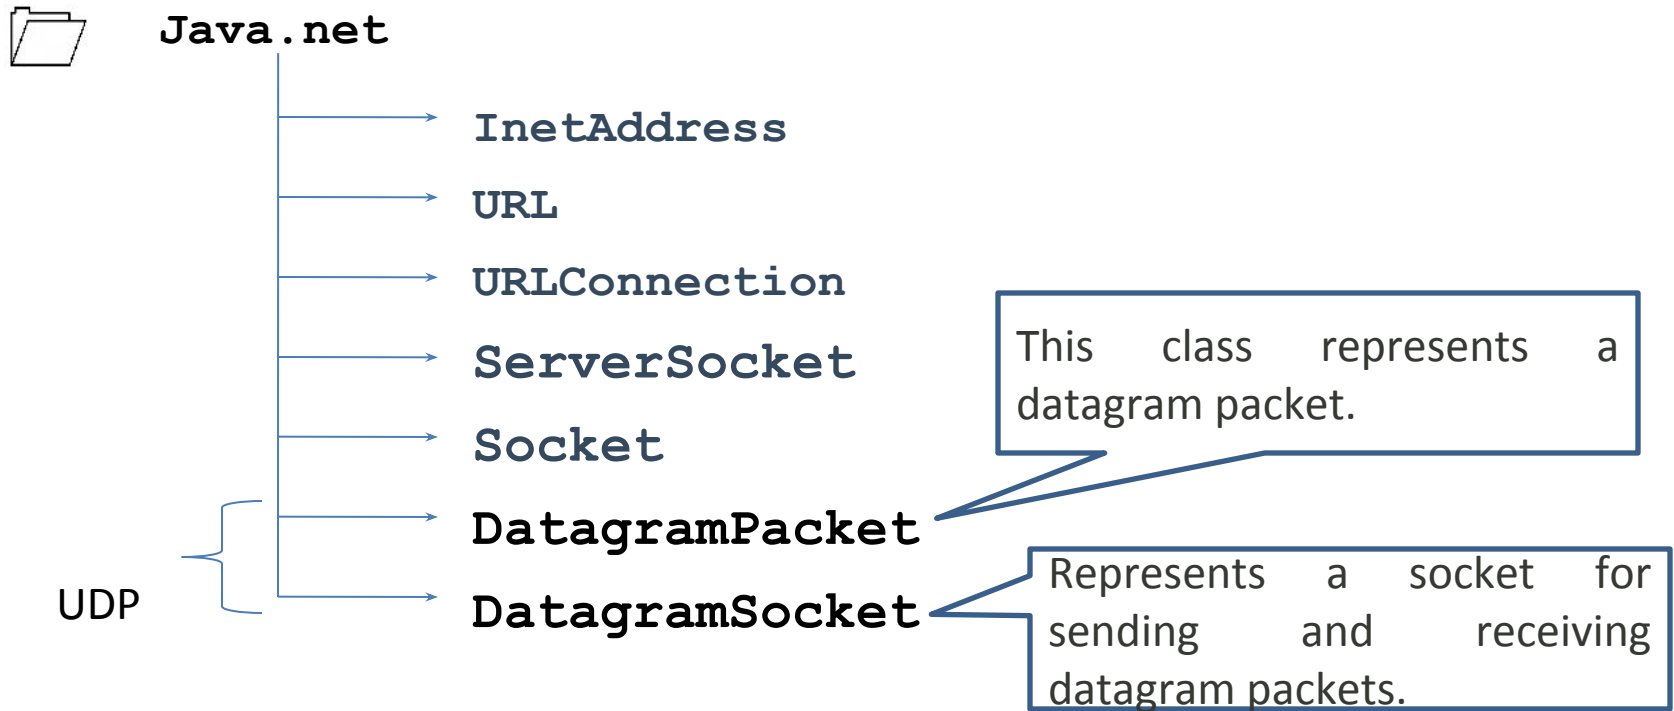 Java.net
InetAddress
URL
URLConnection
ServerSocket
This class represents a
datagram packet.
Socket
DatagramPacket
UDP
DatagramSocket
Represents a socket for
sending and receiving
datagram packets.